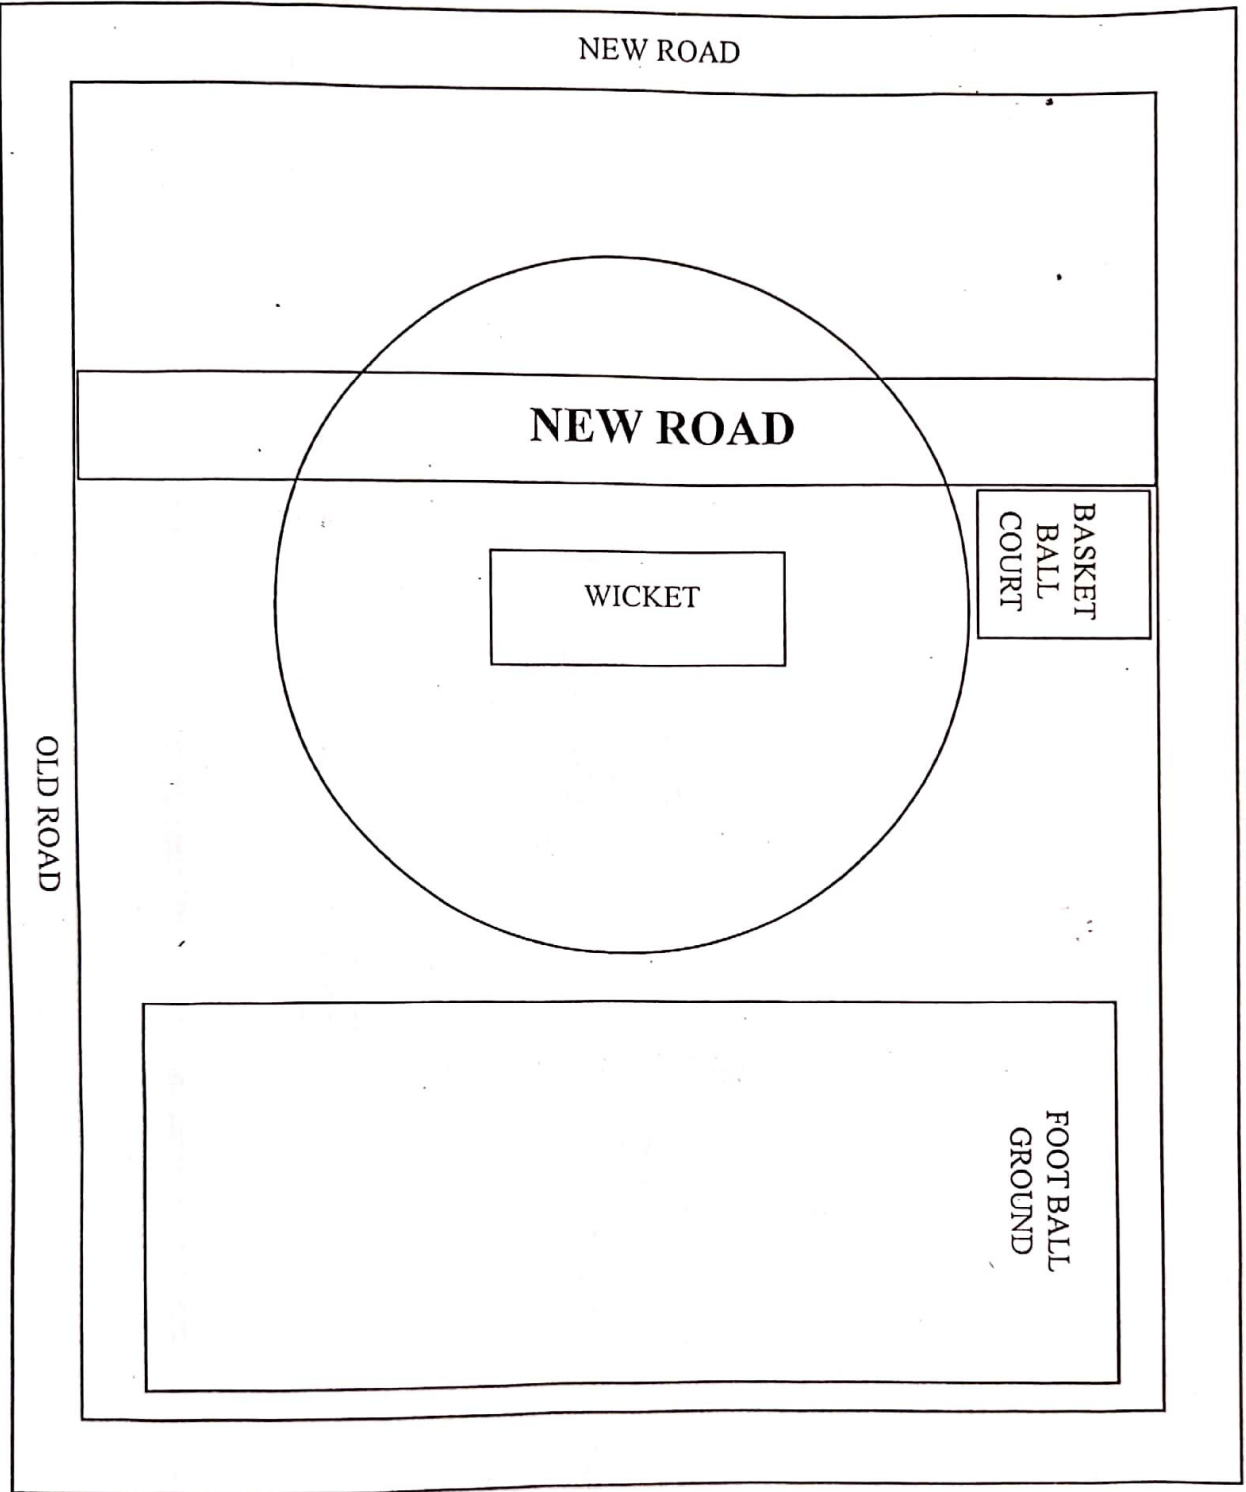 NEW ROAD
NEW ROAD
BASKET
BALL
COURT
WICKET
OLD ROAD
FOOT BALL
GROUND